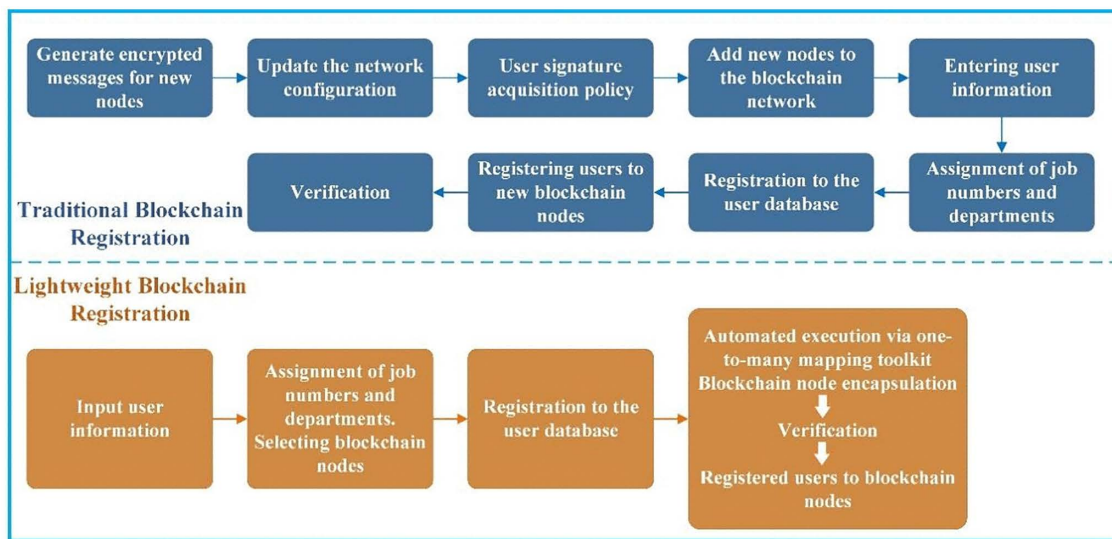 Generate encrypted
messages for new
nodes
Update the network
configuration
User signature
acquisition policy
Add new nodes to
the blockchain
network
Entering user
information
Assignment of job
numbers and
departments
Registration to the
user database
Registering users to
new blockchain
nodes
Verification
Traditional Blockchain
Registration
Lightweight Blockchain
Registration
Input user
information
Assignment of job
numbers and
departments.
Selecting blockchain
nodes
Registration to the
user database
Automated execution via one-
to-many mapping toolkit
Blockchain node encapsulation
Verification
Registered users to blockchain
nodes